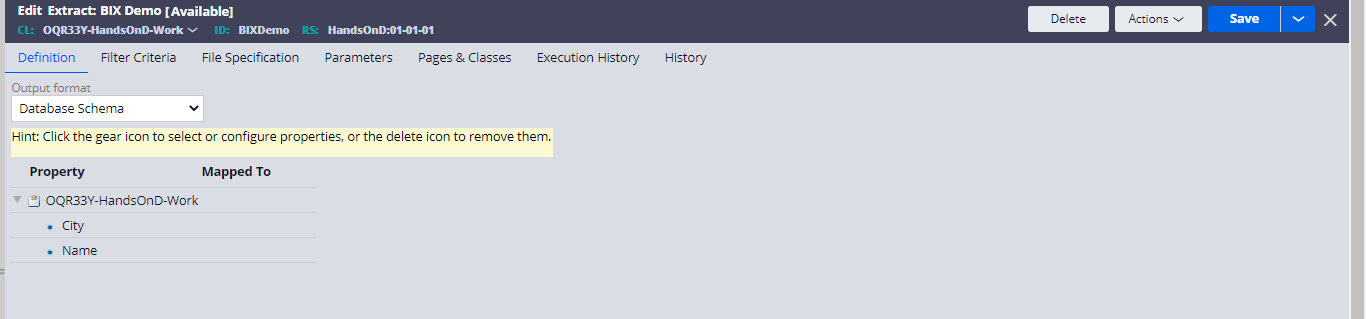 Edit Extract: BIX Demo [Available]
CL: OQR33Y-HandsOnD-Work ID: BIXDemo RS: HandsOnD:01-01-01
Delete Actions Save
Definition Filter Criteria File Specification Parameters Pages & Classes Execution History History
Output format
Database Schema
Hint: Click the gear icon to select or configure properties, or the delete icon to remove them.
Property Mapped To
OQR33Y-HandsOnD-Work
City
Name